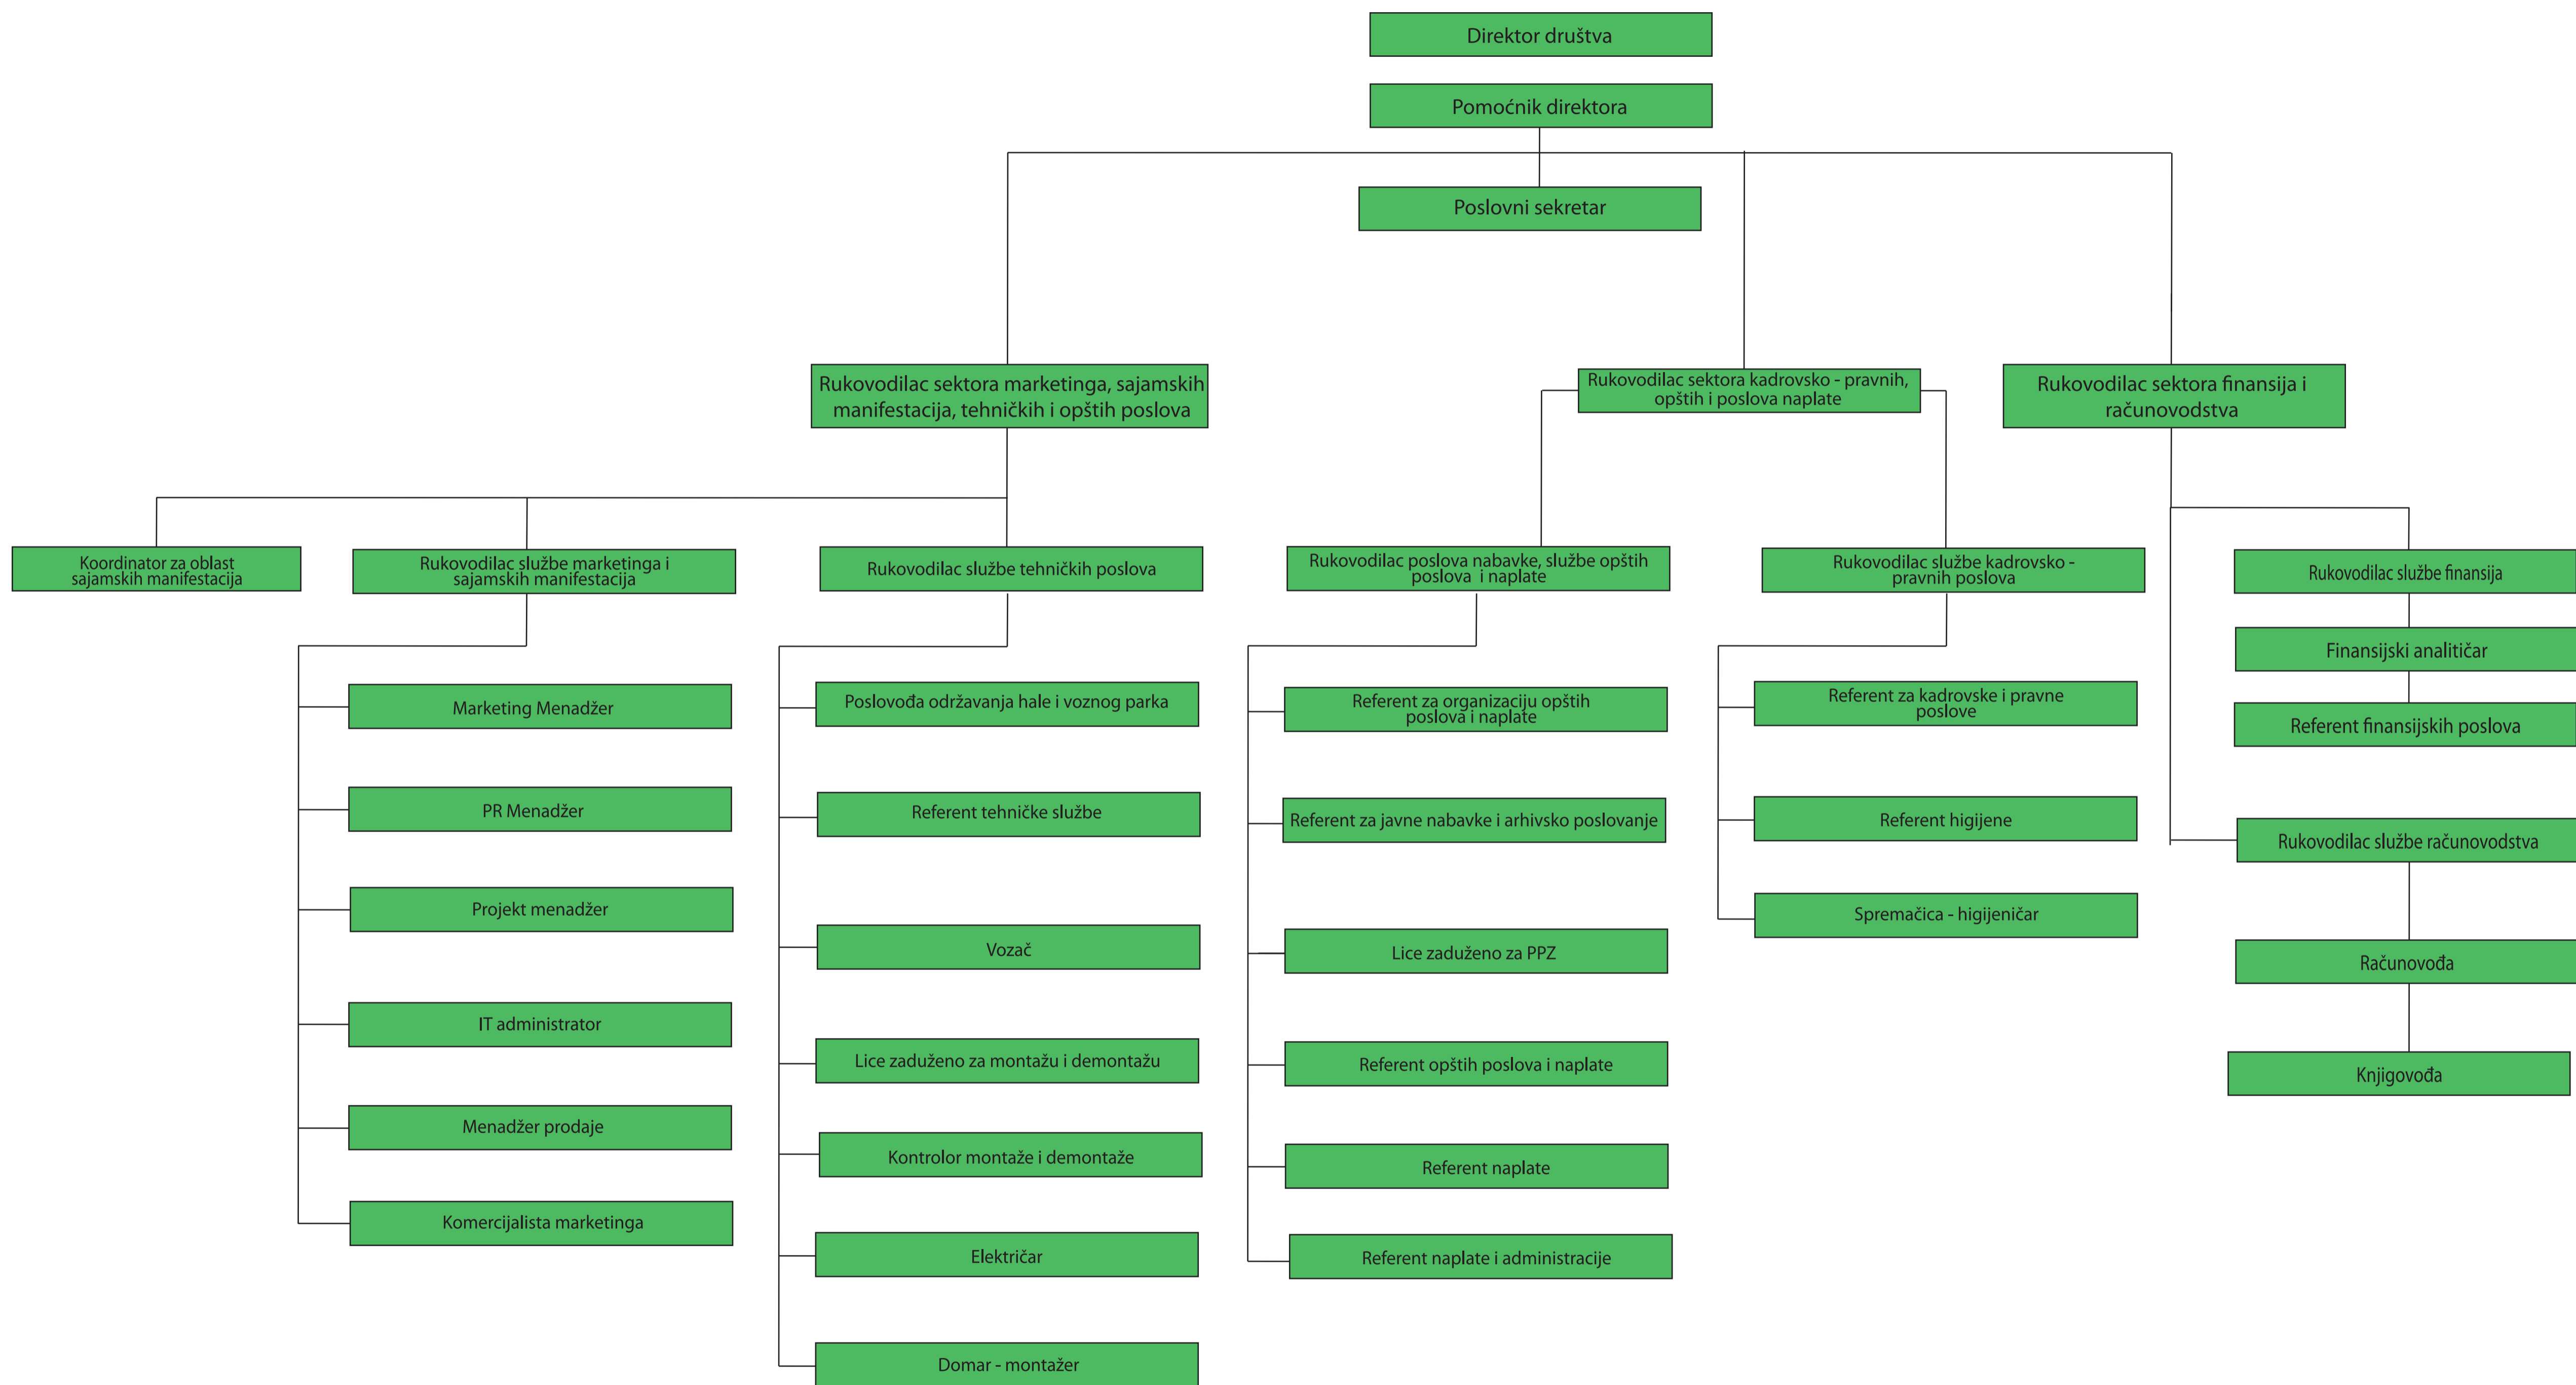 Direktor društva
Pomoćnik direktora
Poslovni sekretar
Rukovodilac sektora marketinga, sajamskih
manifestacija, tehničkih i opštih poslova
Rukovodilac sektora kadrovsko - pravnih,
opštih i poslova naplate
Rukovodilac sektora finansija i
računovodstva
Koordinator za oblast
sajamskih manifestacija
Rukovodilac službe marketinga i
sajamskih manifestacija
Rukovodilac službe tehničkih poslova
Rukovodilac poslova nabavke, službe opštih
poslova i naplate
Rukovodilac službe kadrovsko -
pravnih poslova
Rukovodilac službe finansija
Marketing Menadžer
PR Menadžer
Projekt menadžer
IT administrator
Menadžer prodaje
Komercijalista marketinga
Poslovođa održavanja hale i voznog parka
Referent tehničke službe
Vozač
Lice zaduženo za montažu i demontažu
Kontrolor montaže i demontaže
Električar
Domar - montažer
Referent za organizaciju opštih
poslova i naplate
Referent za javne nabavke i arhivsko poslovanje
Lice zaduženo za PPZ
Referent opštih poslova i naplate
Referent naplate
Referent naplate i administracije
Referent za kadrovske i pravne
poslove
Referent higijene
Spremačica - higijeničar
Finansijski analitičar
Referent finansijskih poslova
Rukovodilac službe računovodstva
Računovođa
Knjigovođa